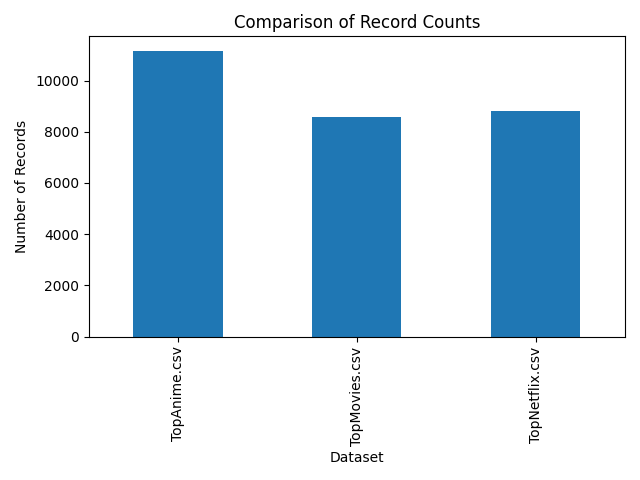 Comparison of Record Counts
Number of Records
10000
8000
6000
4000
2000
0
TopAnime.csv
TopMovies.csv
TopNetflix.csv
Dataset